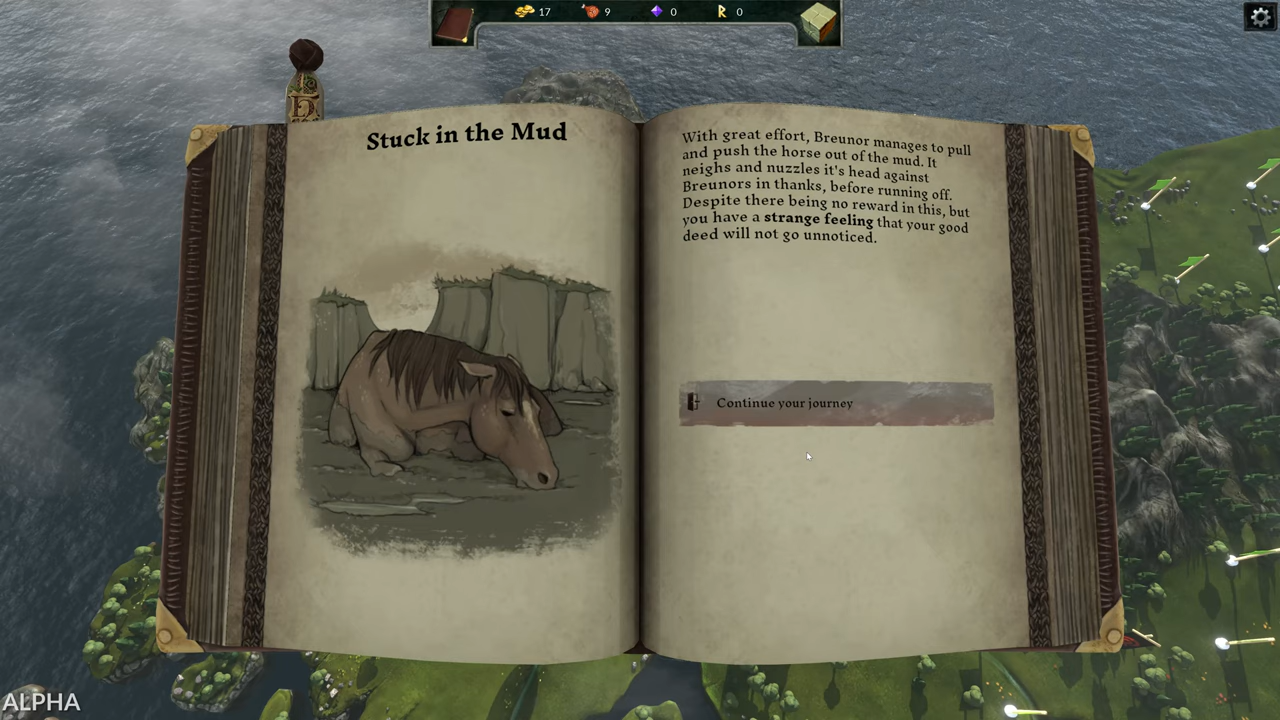 17 9 0 0
Stuck in the Mud
With great effort, Breunor manages to pull
and push the horse out of the mud. It
neighs and nuzzles it's head against
Breunors in thanks, before running off.
Despite there being no reward in this, but
you have a strange feeling that your good
deed will not go unnoticed.
Continue your journey
ALPHA